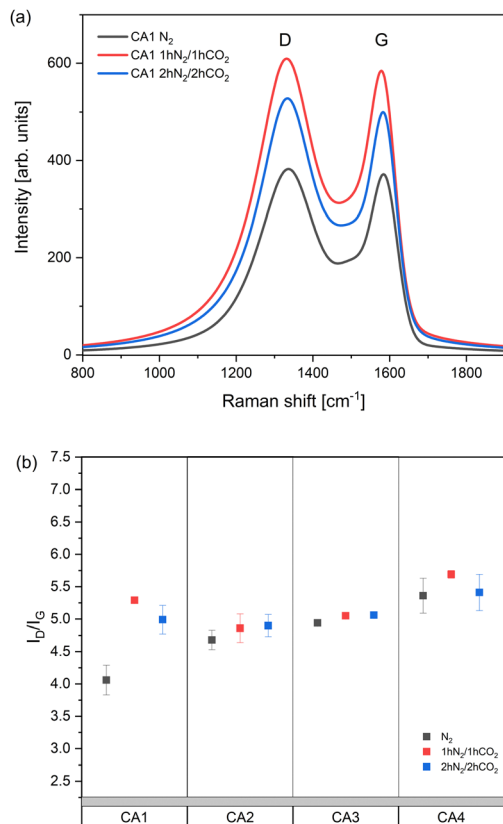 (a)
CA1 N₂
CA1 1hN₂/1hCO₂
CA1 2hN₂/2hCO₂
D
G
600
400
200
0
Intensity [arb. units]
800
1000
1200
1400
1600
1800
Raman shift [cm⁻¹]
(b)
7.5
7.0
6.5
6.0
5.5
5.0
4.5
4.0
3.5
3.0
2.5
I_D/I_G
N₂
1hN₂/1hCO₂
2hN₂/2hCO₂
CA1
CA2
CA3
CA4